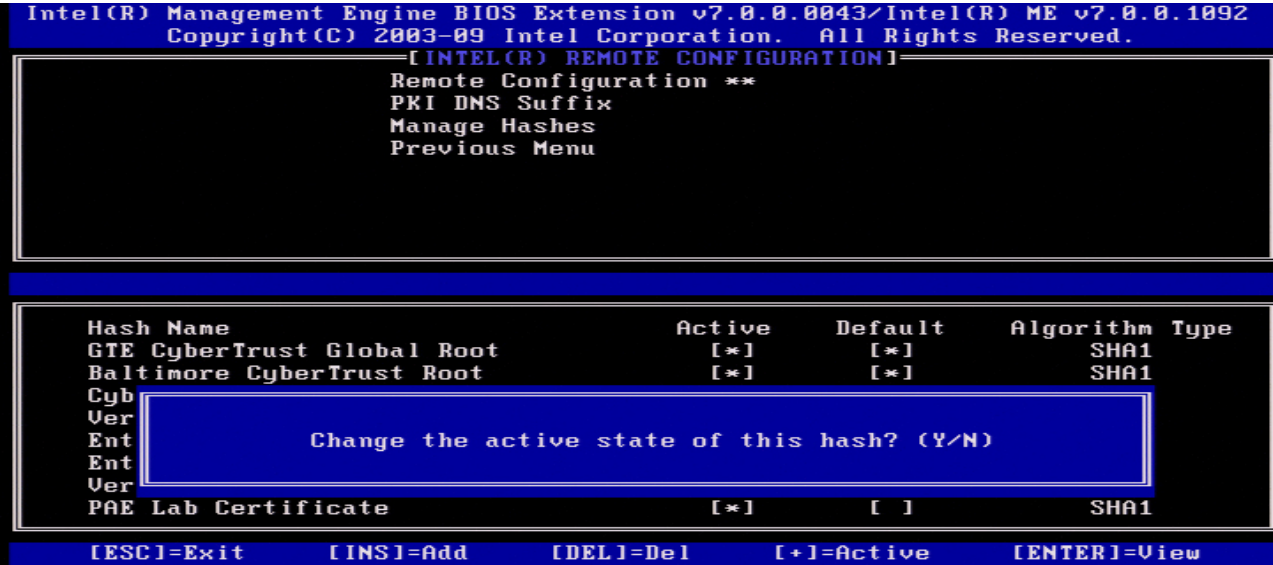 Intel(R) Management Engine BIOS Extension v7.0.0.0043/Intel(R) ME v7.0.0.1092
Copyright(C) 2003-09 Intel Corporation. All Rights Reserved.
[INTEL(R) REMOTE CONFIGURATION]
Remote Configuration **
PKI DNS Suffix
Manage Hashes
Previous Menu
Hash Name Active Default Algorithm Type
GTE CyberTrust Global Root [*] [*] SHA1
Baltimore CyberTrust Root [*] [*] SHA1
Cyb
Ver
Change the active state of this hash? (Y/N)
Ent
Ent
Ver
PAE Lab Certificate [*] [ ] SHA1
[ESC]=Exit [INS]=Add [DEL]=Del [+]=Active [ENTER]=View